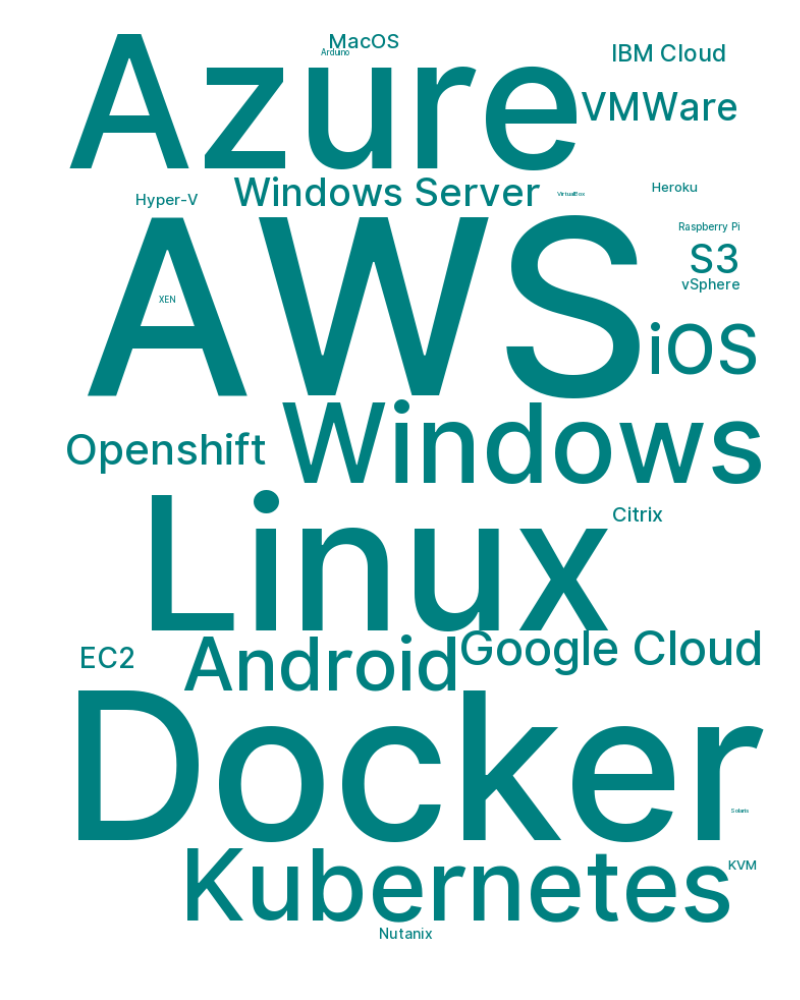 MacOS
Arduino
IBM Cloud
Azure
VMWare
Windows Server
VirtualBox
Heroku
Hyper-V
Raspberry Pi
AWS
S3
vSphere
XEN
iOS
Windows
Openshift
Linux
Citrix
Google Cloud
EC2
Android
Docker
Solaris
Kubernetes
KVM
Nutanix